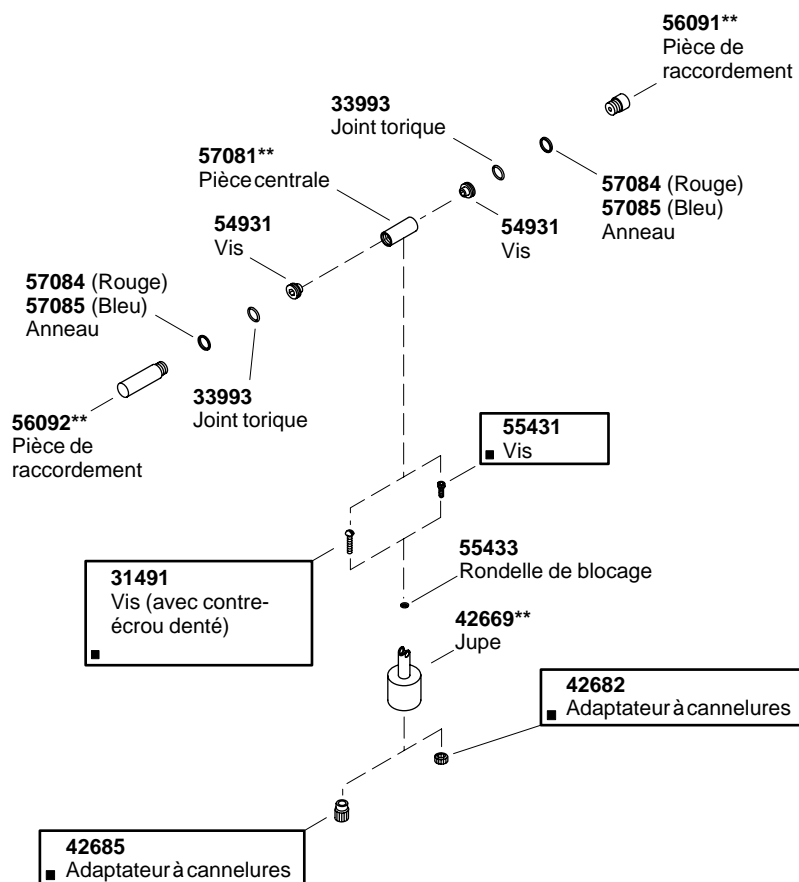 56091**
Pièce de
raccordement
33993
Joint torique
57081**
Pièce centrale
57084 (Rouge)
57085 (Bleu)
Anneau
54931
Vis
54931
Vis
57084 (Rouge)
57085 (Bleu)
Anneau
33993
Joint torique
56092**
Pièce de
raccordement
55431
Vis
55433
Rondelle de blocage
31491
Vis (avec contre-
écrou denté)
42669**
Jupe
42682
Adaptateur à cannelures
42685
Adaptateur à cannelures